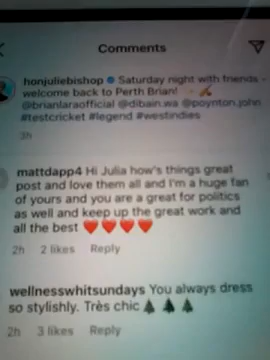 Comments
honjuliebishop Saturday night with friends -
welcome back to Perth Brian!
@brianlaraofficial @dibain.wa @poynton.john
#testcricket #legend #westindies
3h
mattdapp4 Hi Julia how's things great
post and love them all and I'm a huge fan
of yours and you are a great for politics
as well and keep up the great work and
all the best ❤️❤️❤️❤️
2h 2 likes Reply
wellnesswhitsundays You always dress
so stylishly. Très chic🌲🌲🌲
2h 3 likes Reply